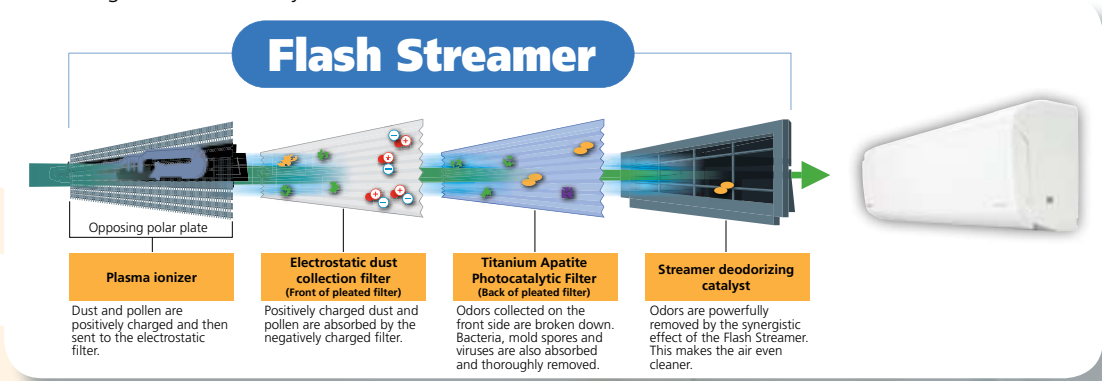 Flash Streamer
Opposing polar plate
Plasma ionizer
Dust and pollen are
positively charged and then
sent to the electrostatic
filter.
Electrostatic dust
collection filter
(Front of pleated filter)
Positively charged dust and
pollen are absorbed by the
negatively charged filter.
Titanium Apatite
Photocatalytic Filter
(Back of pleated filter)
Odors collected on the
front side are broken down.
Bacteria, mold spores and
viruses are also absorbed
and thoroughly removed.
Streamer deodorizing
catalyst
Odors are powerfully
removed by the synergistic
effect of the Flash Streamer.
This makes the air even
cleaner.